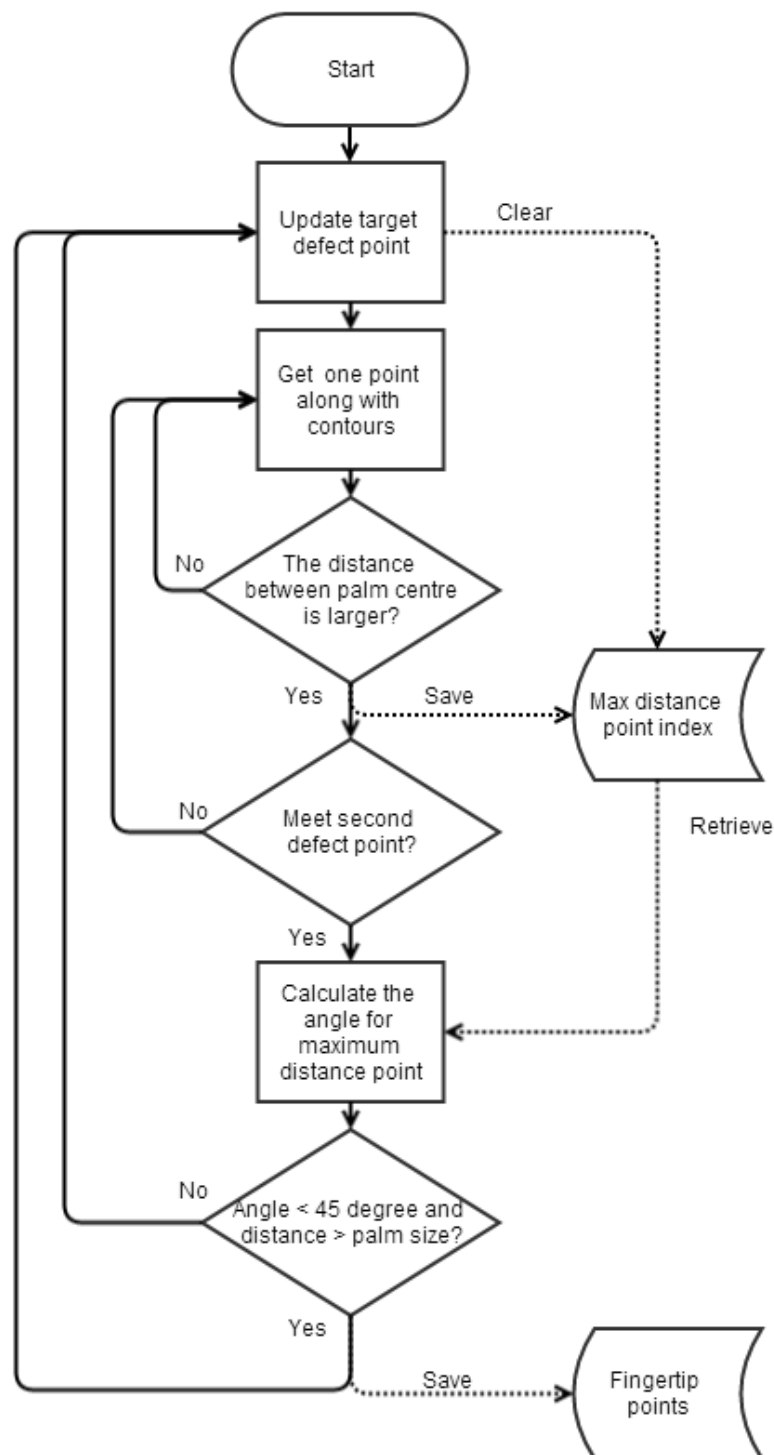 Start
Update target
defect point
Clear
Get one point
along with
contours
No
The distance
between palm centre
is larger?
Yes
Save
Max distance
point index
No
Meet second
defect point?
Retrieve
Yes
Calculate the
angle for
maximum
distance point
No
Angle < 45 degree and
distance > palm size?
Yes
Save
Fingertip
points